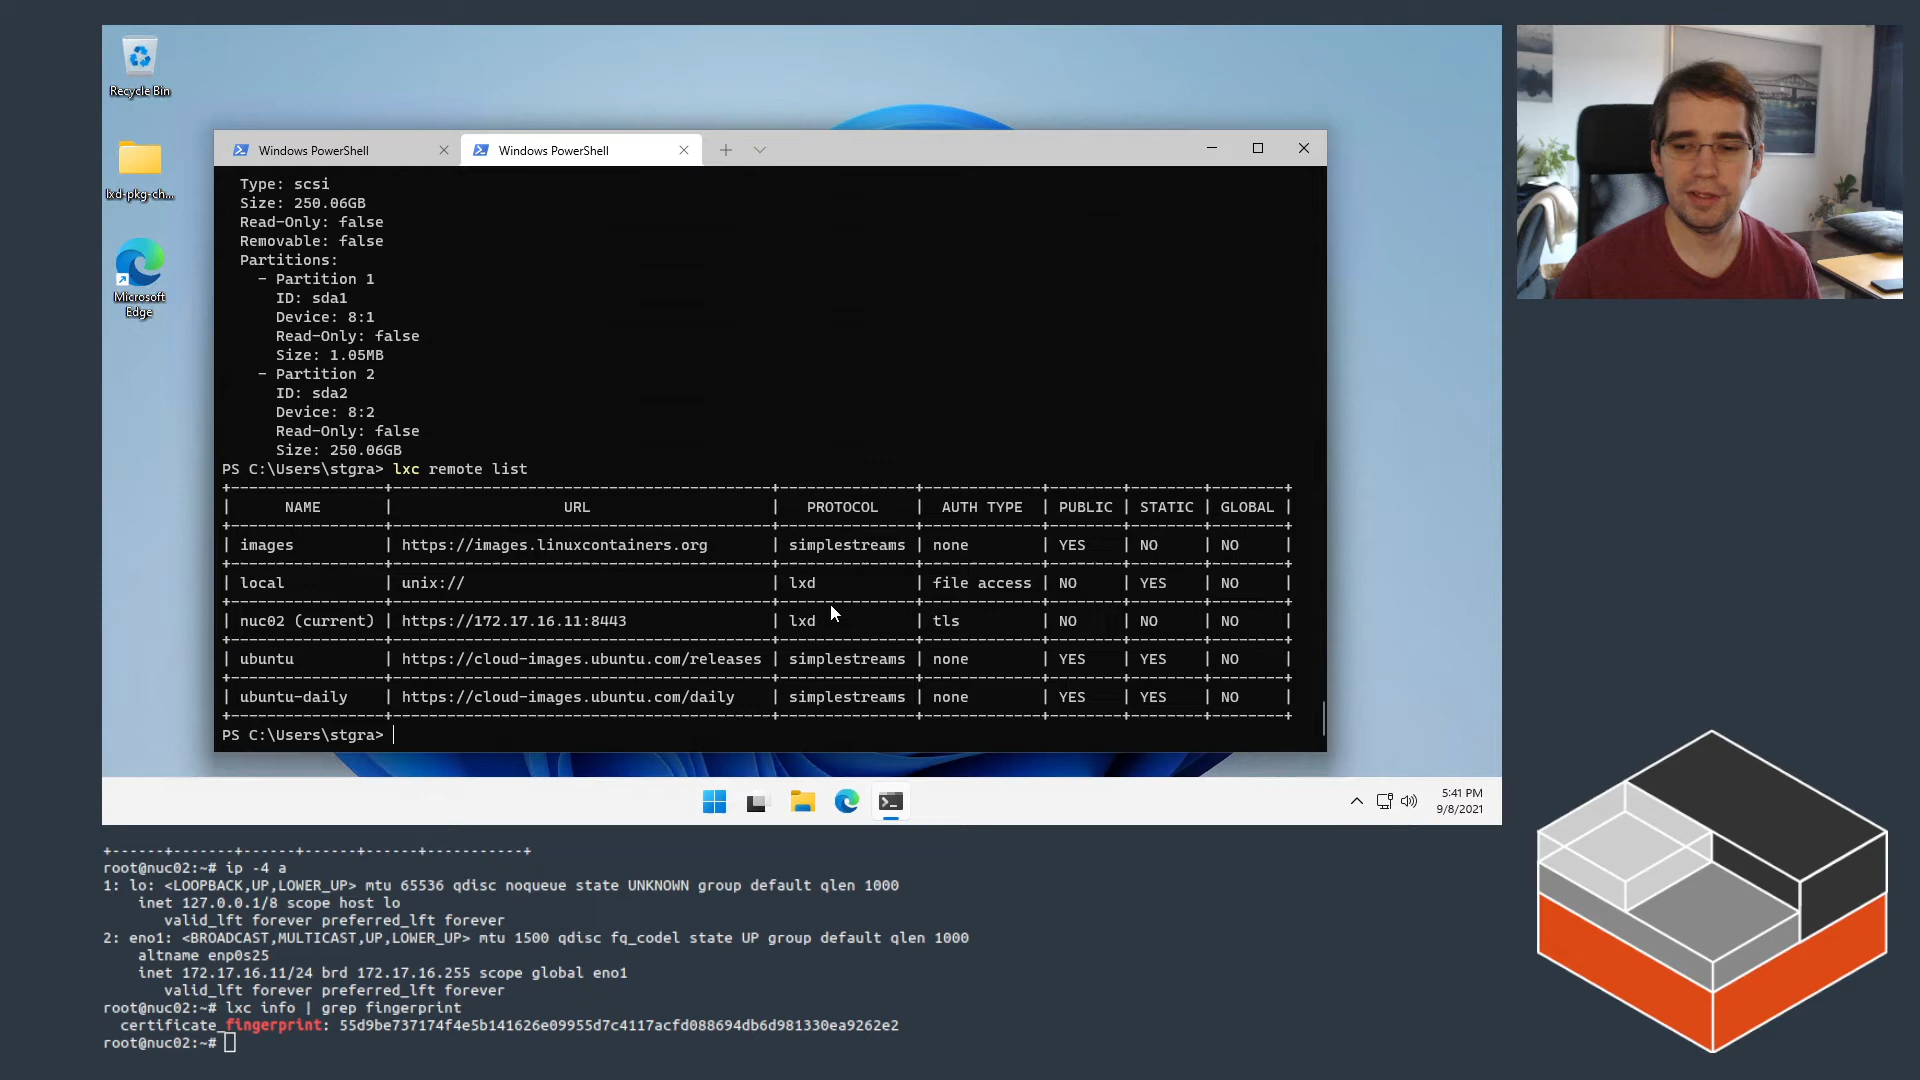 Recycle Bin
lxd-pkg-ch...
Microsoft
Edge
Windows PowerShell
Windows PowerShell
Type: scsi
Size: 250.06GB
Read-Only: false
Removable: false
Partitions:
- Partition 1
ID: sda1
Device: 8:1
Read-Only: false
Size: 1.05MB
- Partition 2
ID: sda2
Device: 8:2
Read-Only: false
Size: 250.06GB
PS C:\Users\stgra> lxc remote list
| NAME | URL | PROTOCOL | AUTH TYPE | PUBLIC | STATIC | GLOBAL |
| images | https://images.linuxcontainers.org | simplestreams | none | YES | NO | NO |
| local | unix:// | lxd | file access | NO | YES | NO |
| nuc02 (current) | https://172.17.16.11:8443 | lxd | tls | NO | NO | NO |
| ubuntu | https://cloud-images.ubuntu.com/releases | simplestreams | none | YES | YES | NO |
| ubuntu-daily | https://cloud-images.ubuntu.com/daily | simplestreams | none | YES | YES | NO |
PS C:\Users\stgra>
5:41 PM
9/8/2021
+------+-------+------+------+------+-----------+
root@nuc02:~# ip -4 a
1: lo: <LOOPBACK,UP,LOWER_UP> mtu 65536 qdisc noqueue state UNKNOWN group default qlen 1000
inet 127.0.0.1/8 scope host lo
valid_lft forever preferred_lft forever
2: eno1: <BROADCAST,MULTICAST,UP,LOWER_UP> mtu 1500 qdisc fq_codel state UP group default qlen 1000
altname enp0s25
inet 172.17.16.11/24 brd 172.17.16.255 scope global eno1
valid_lft forever preferred_lft forever
root@nuc02:~# lxc info | grep fingerprint
certificate_fingerprint: 55d9be737174f4e5b141626e09955d7c4117acfd088694db6d981330ea9262e2
root@nuc02:~#